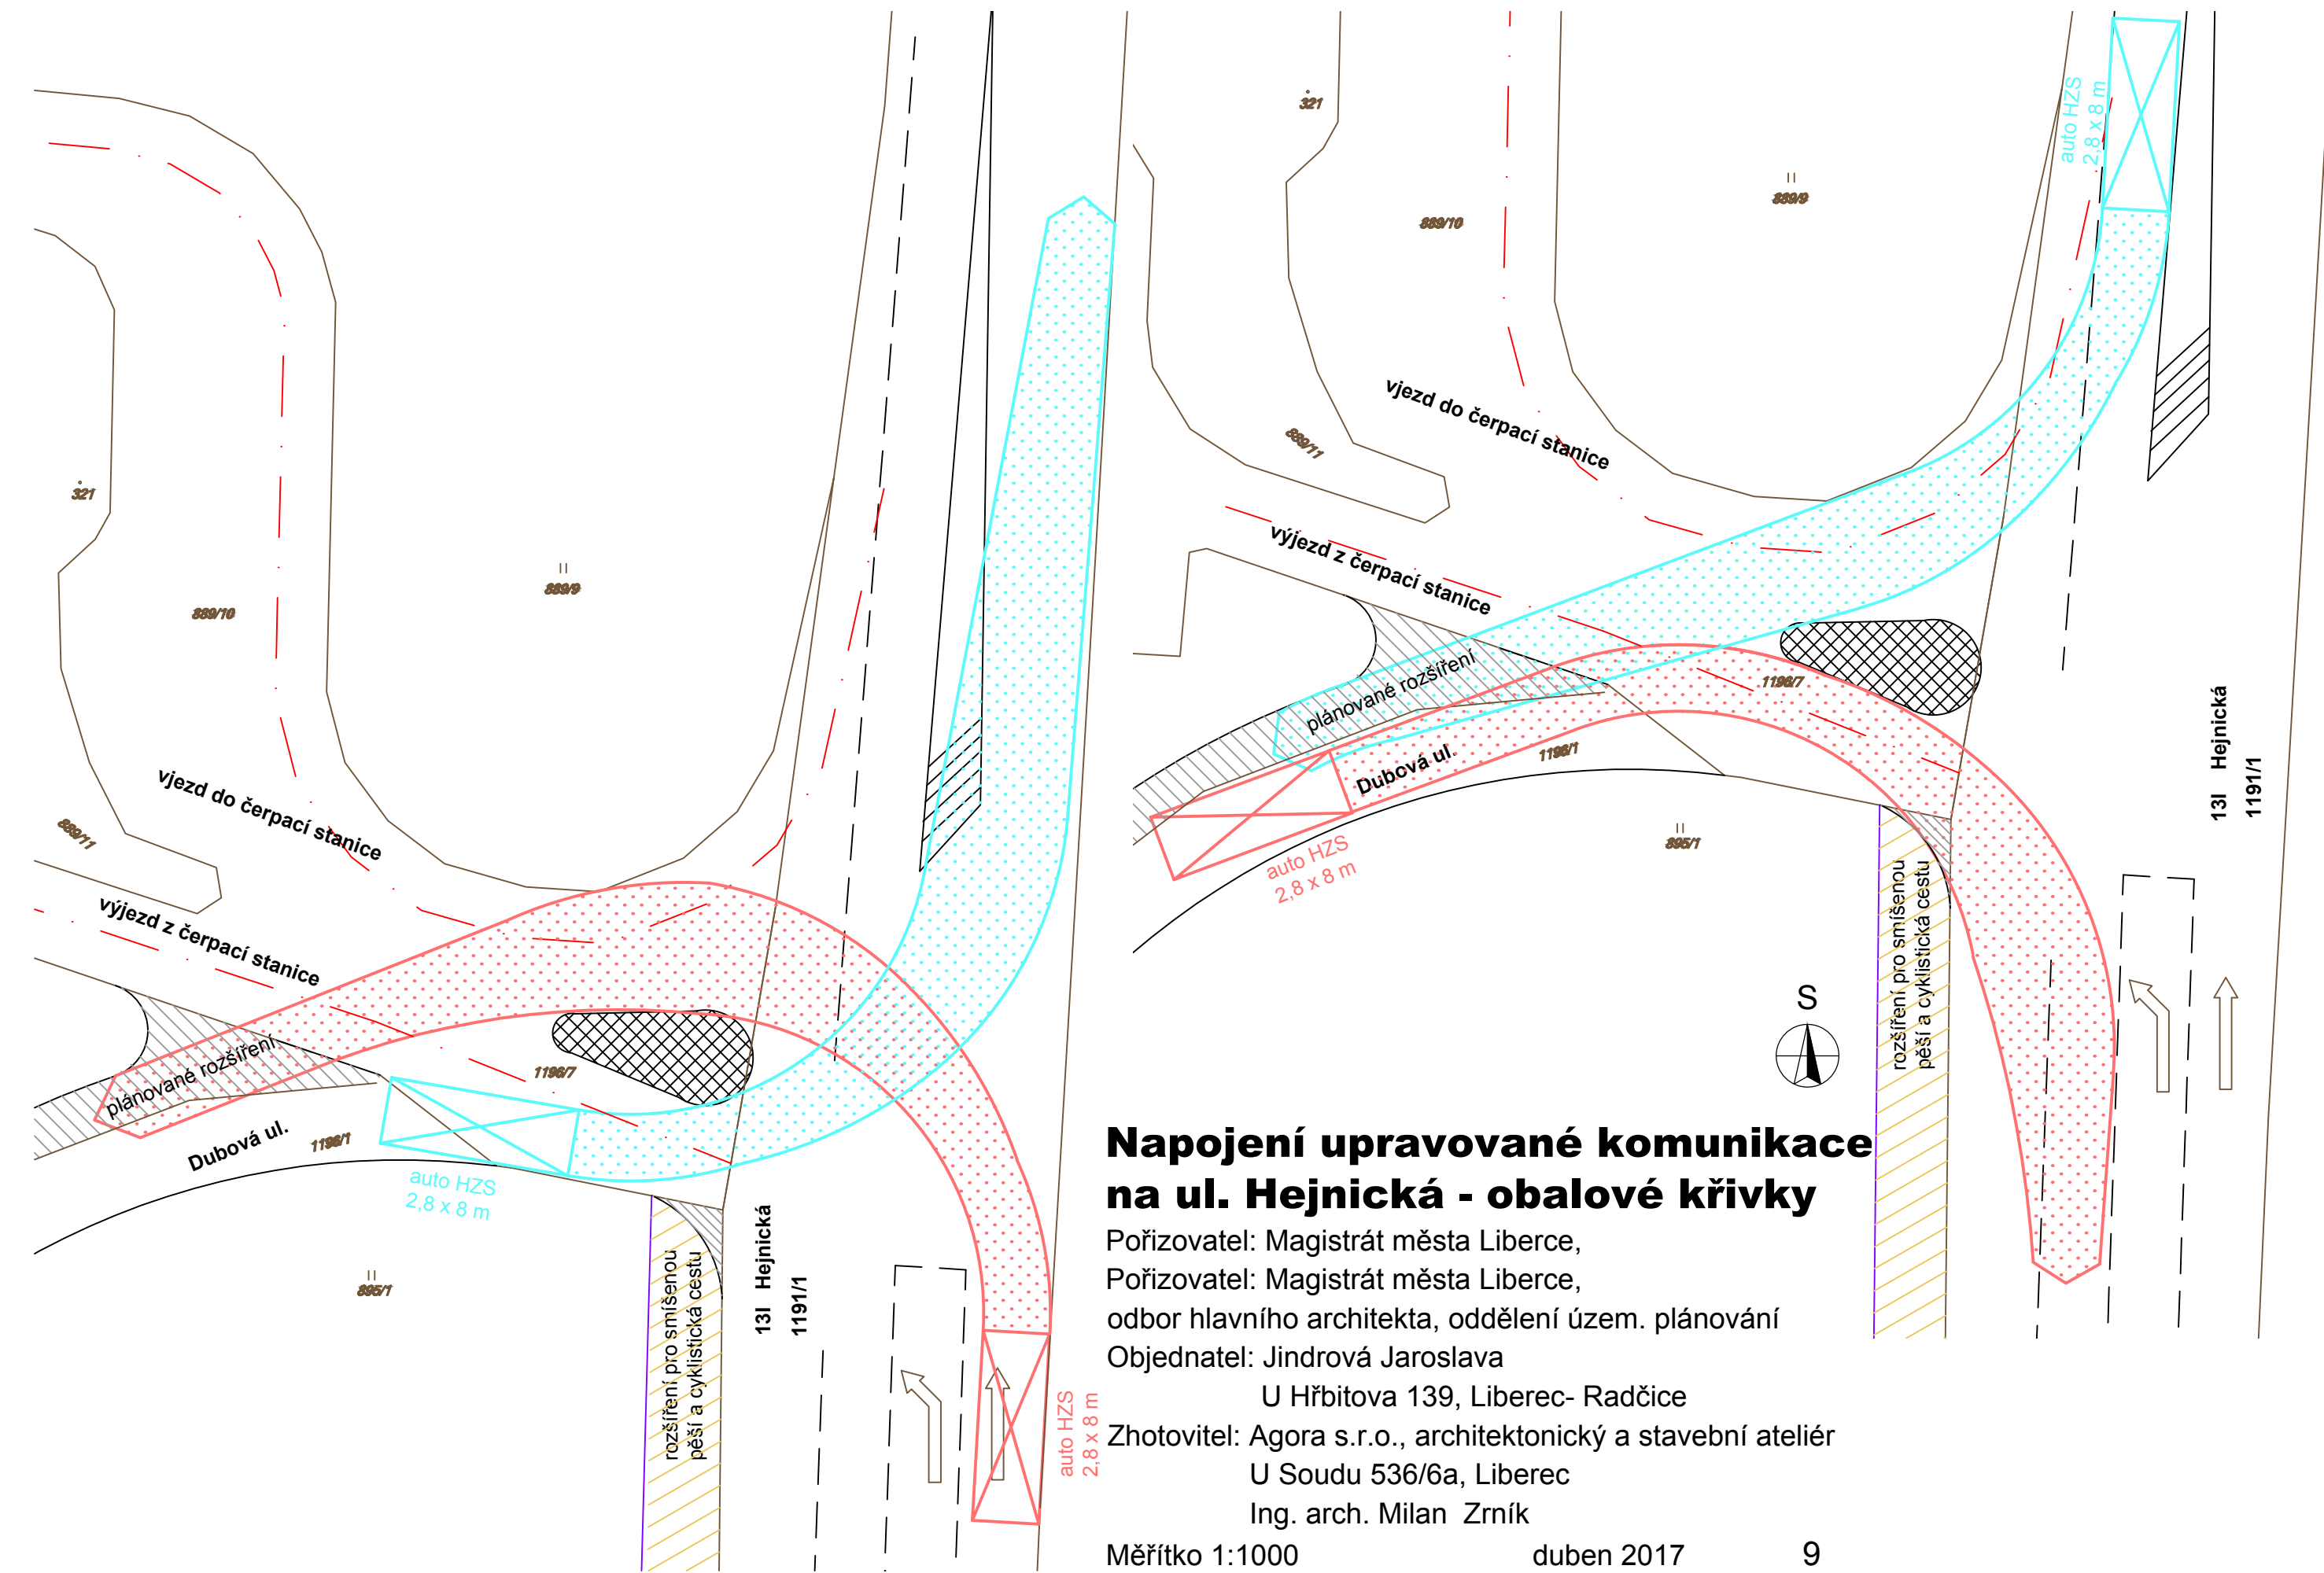 321
889/10
889/9
889/11
vjezd do čerpací stanice
výjezd z čerpací stanice
plánované rozšíření
Dubová ul.
1196/1
1196/7
auto HZS
2,8 x 8 m
895/1
rozšíření pro smíšenou
pěší a cyklistická cestu
13I Hejnická
1191/1
auto HZS
2,8 x 8 m
321
889/10
889/9
889/11
auto HZS
2,8 x 8 m
vjezd do čerpací stanice
výjezd z čerpací stanice
plánované rozšíření
Dubová ul.
1196/1
1196/7
auto HZS
2,8 x 8 m
895/1
rozšíření pro smíšenou
pěší a cyklistická cestu
13I Hejnická
1191/1
S
Napojení upravované komunikace
na ul. Hejnická - obalové křivky
Pořizovatel: Magistrát města Liberce,
Pořizovatel: Magistrát města Liberce,
odbor hlavního architekta, oddělení územ. plánování
Objednatel: Jindrová Jaroslava
U Hřbitova 139, Liberec- Radčice
Zhotovitel: Agora s.r.o., architektonický a stavební ateliér
U Soudu 536/6a, Liberec
Ing. arch. Milan Zrník
Měřítko 1:1000 duben 2017 9